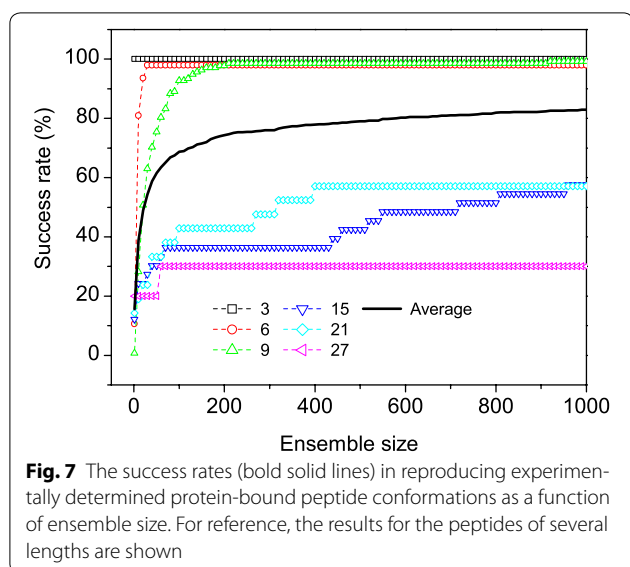 100
80
60
40
20
0
Success rate (%)
3 15 Average
6 21
9 27
0 200 400 600 800 1000
Ensemble size
Fig. 7 The success rates (bold solid lines) in reproducing experimen-
tally determined protein-bound peptide conformations as a function
of ensemble size. For reference, the results for the peptides of several
lengths are shown